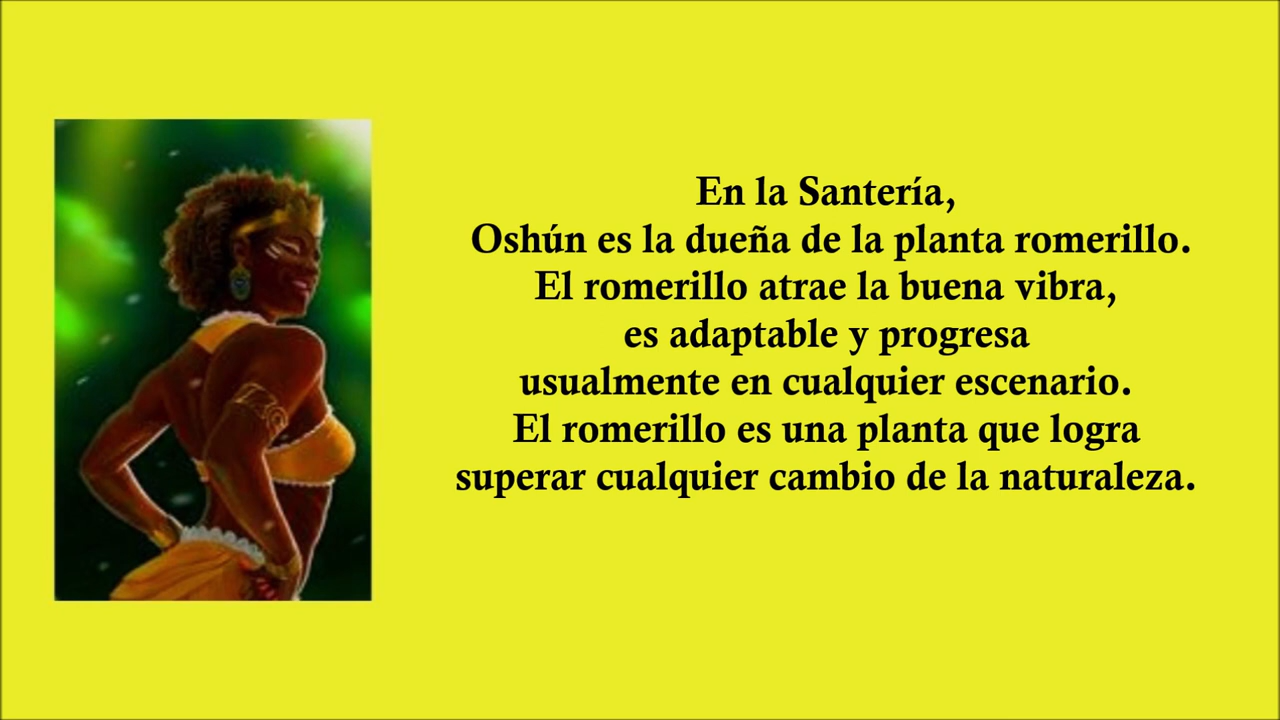 En la Santería,
Oshún es la dueña de la planta romerillo.
El romerillo atrae la buena vibra,
es adaptable y progresa
usualmente en cualquier escenario.
El romerillo es una planta que logra
superar cualquier cambio de la naturaleza.